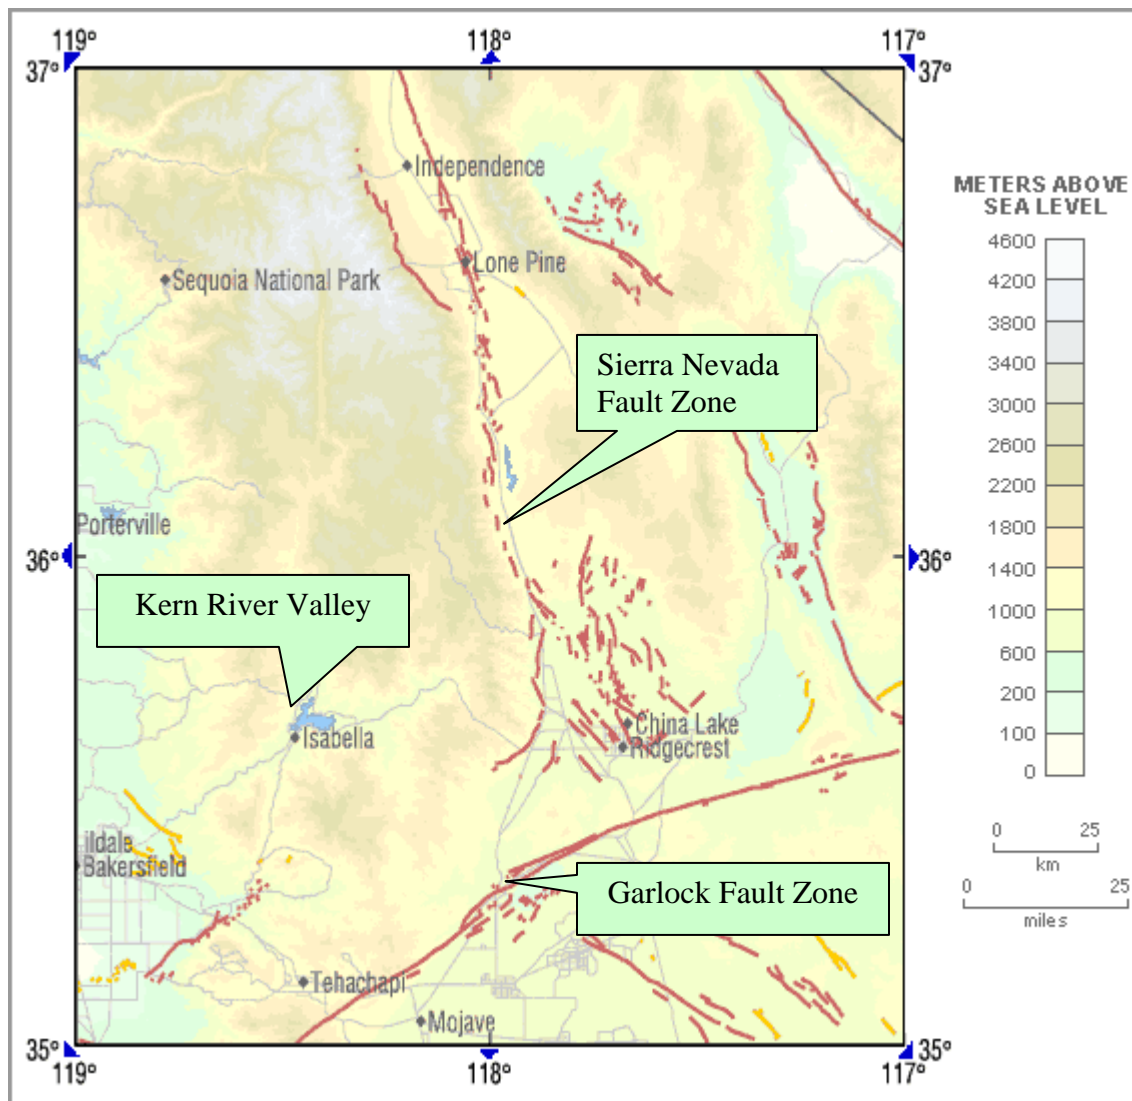 119°
118°
117°
37°
37°
Independence
METERS ABOVE
SEA LEVEL
4600
4200
3800
3400
3000
2600
2200
1800
1400
1000
600
200
100
0
Lone Pine
Sequoia National Park
Sierra Nevada
Fault Zone
Porterville
36°
36°
Kern River Valley
China Lake
Isabella
Ridgecrest
ildale
Bakersfield
0 25
km
0 25
miles
Garlock Fault Zone
Tehachapi
Mojave
35°
35°
119°
118°
117°